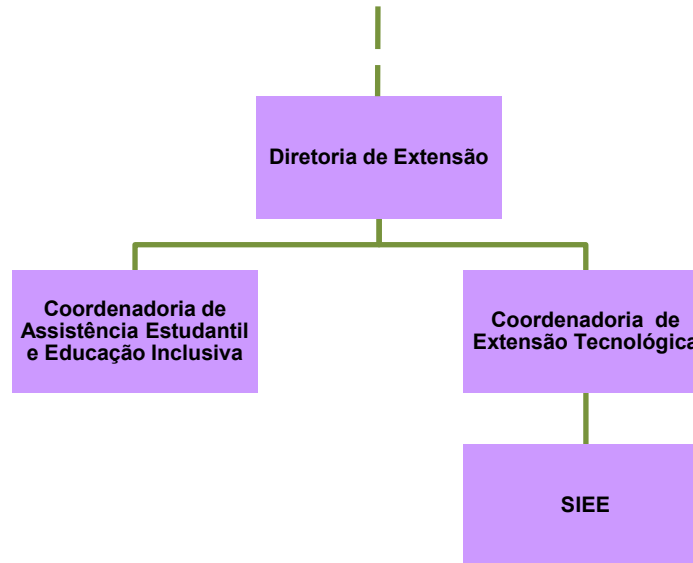 Diretoria de Extensão
Coordenadoria de
Assistência Estudantil
e Educação Inclusiva
Coordenadoria de
Extensão Tecnológica
SIEE